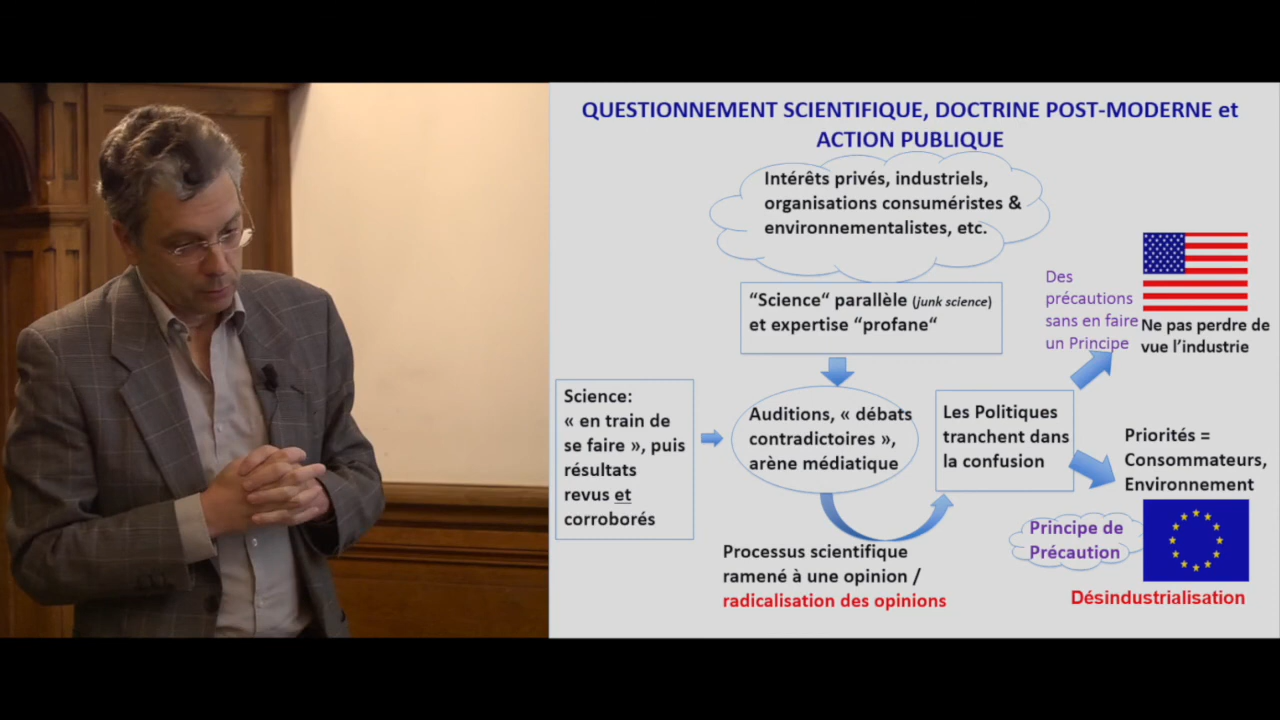 QUESTIONNEMENT SCIENTIFIQUE, DOCTRINE POST-MODERNE et
ACTION PUBLIQUE
Intérêts privés, industriels,
organisations consuméristes &
environnementalistes, etc.
“Science“ parallèle (junk science)
et expertise “profane“
Science:
« en train de
se faire », puis
résultats
revus et
corroborés
Auditions, « débats
contradictoires »,
arène médiatique
Processus scientifique
ramené à une opinion /
radicalisation des opinions
Les Politiques
tranchent dans
la confusion
Des
précautions
sans en faire
un Principe
Ne pas perdre de
vue l’industrie
Priorités =
Consommateurs,
Environnement
Principe de
Précaution
Désindustrialisation